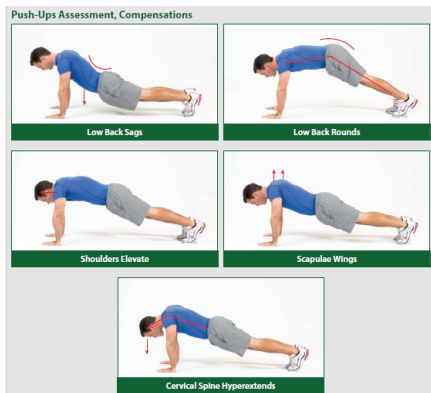 Push-Ups Assessment, Compensations
Low Back Sags
Low Back Rounds
Shoulders Elevate
Scapulae Wings
Cervical Spine Hyperextends